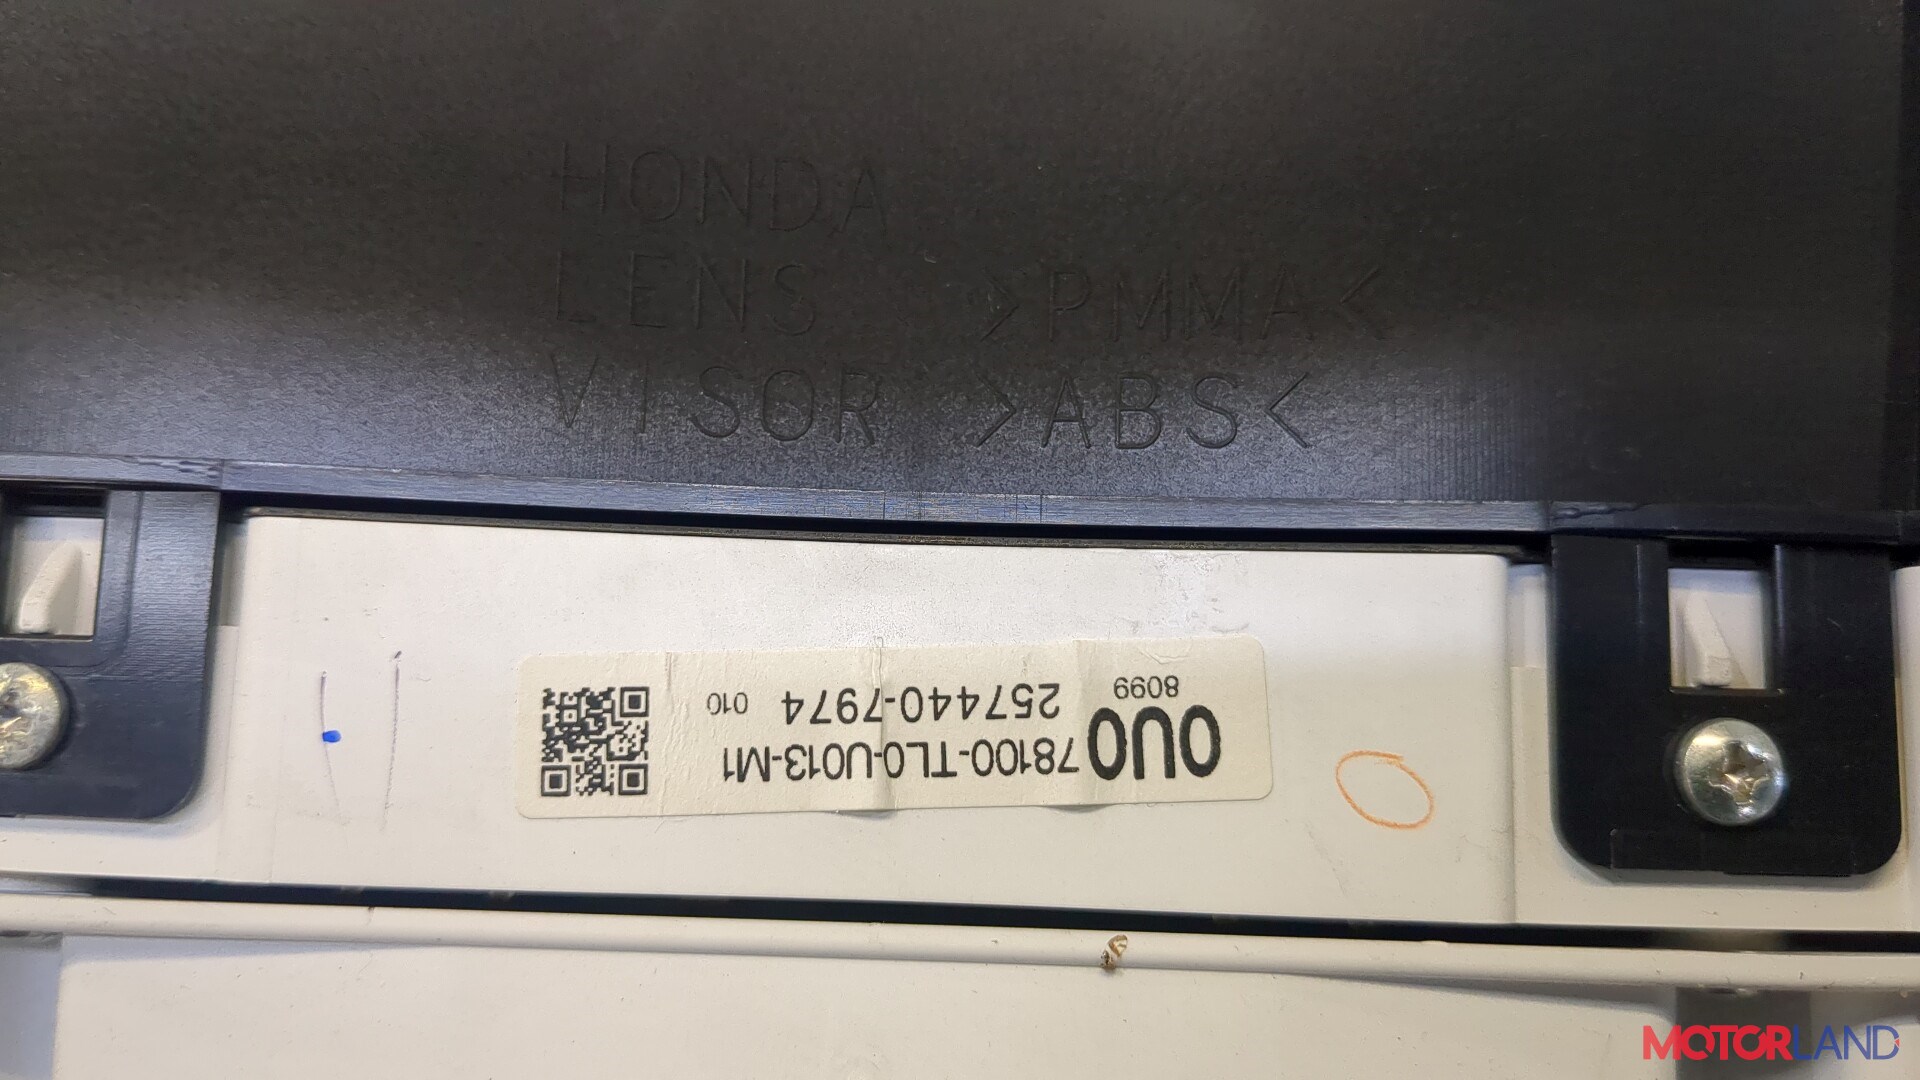 HONDA
LENS >PMMA<
VISOR >ABS<
0U0 78100-TL0-U013-M1
257440-7974 010
8099
MOTORLAND